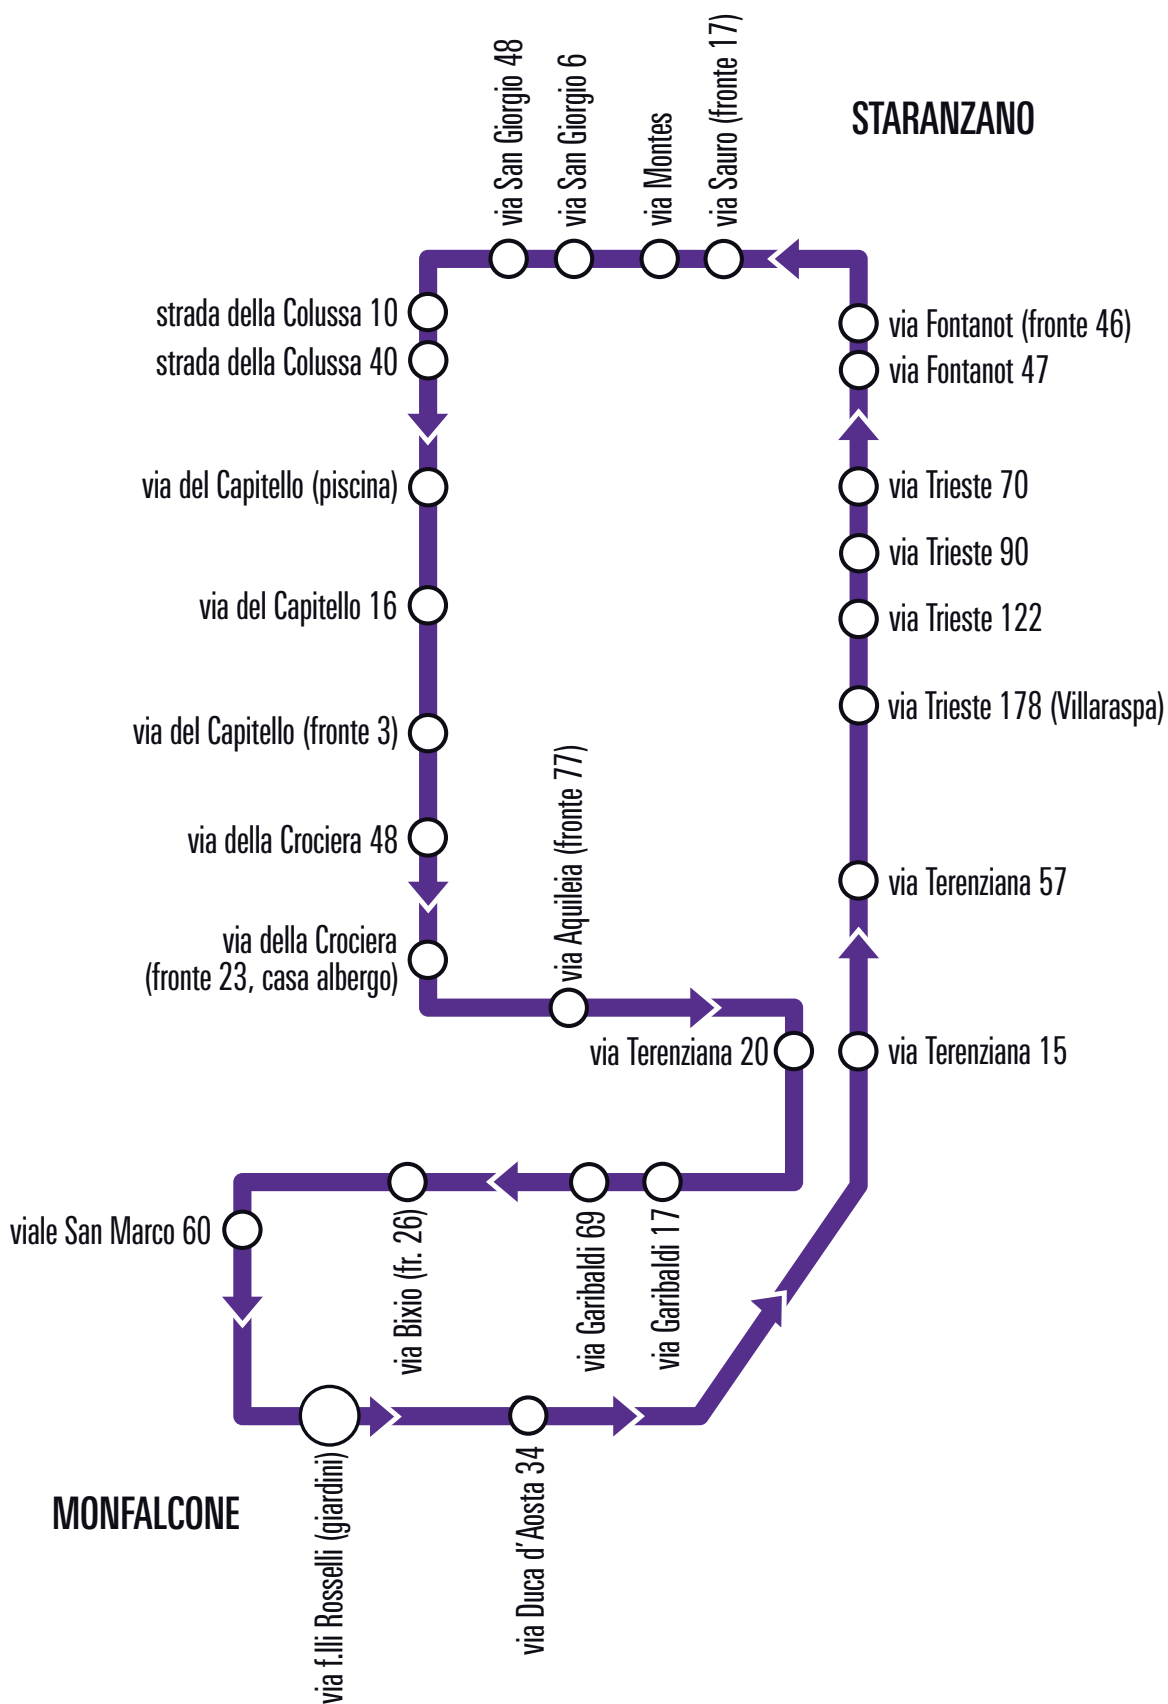 via San Giorgio 48
via San Giorgio 6
via Montes
via Sauro (fronte 17)
STARANZANO
strada della Colussa 10
strada della Colussa 40
via Fontanot (fronte 46)
via Fontanot 47
via del Capitello (piscina)
via Trieste 70
via Trieste 90
via del Capitello 16
via Trieste 122
via Trieste 178 (Villaraspa)
via del Capitello (fronte 3)
via della Crociera 48
via Aquileia (fronte 77)
via Terenziana 57
via della Crociera
(fronte 23, casa albergo)
via Terenziana 20
via Terenziana 15
viale San Marco 60
via Bixio (fr. 26)
via Garibaldi 69
via Garibaldi 17
MONFALCONE
via f.lli Rosselli (giardini)
via Duca d'Aosta 34